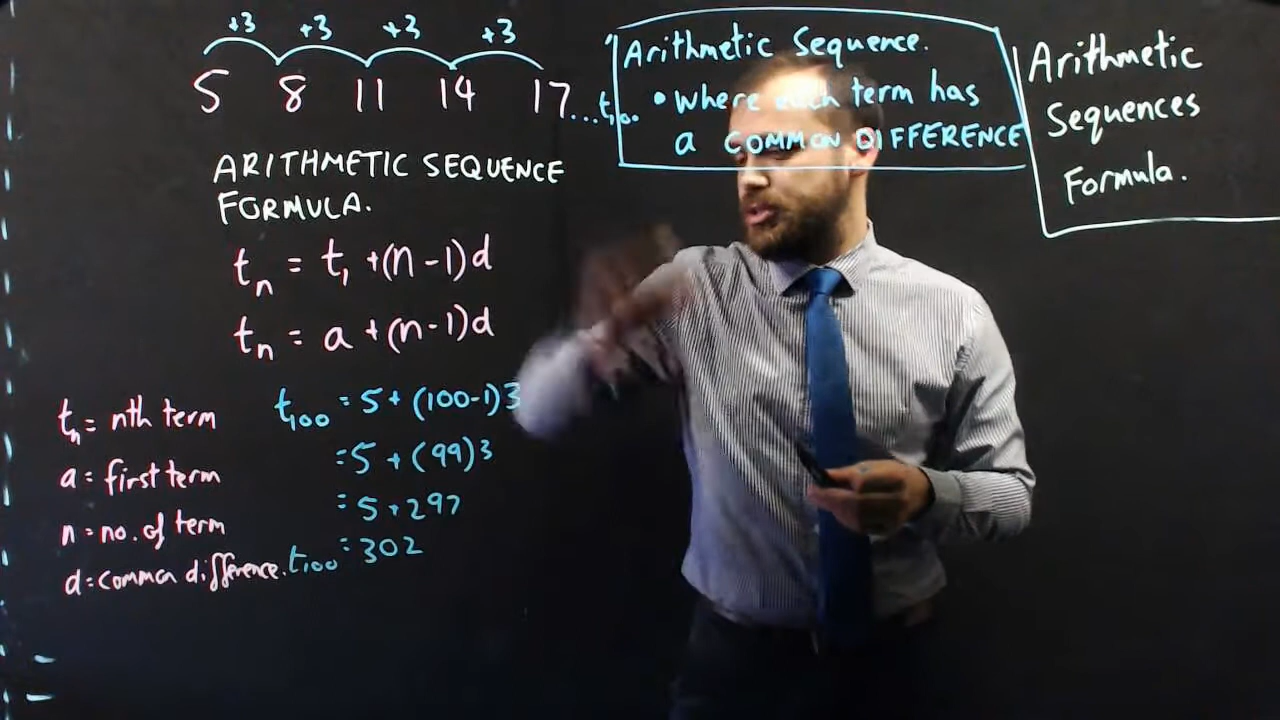 +3 +3 +3 +3
5 8 11 14 17...t₁₀₀
ARITHMETIC SEQUENCE
FORMULA.
tₙ = t₁ + (n-1)d
tₙ = a + (n-1)d
tₙ = nth term
a = first term
n = no. of term
d = common difference.
t₁₀₀ = 5 + (100-1)3
= 5 + (99)3
= 5 + 297
t₁₀₀ = 302
Arithmetic Sequence.
• where each term has
a COMMON DIFFERENCE
Arithmetic
Sequences
Formula.